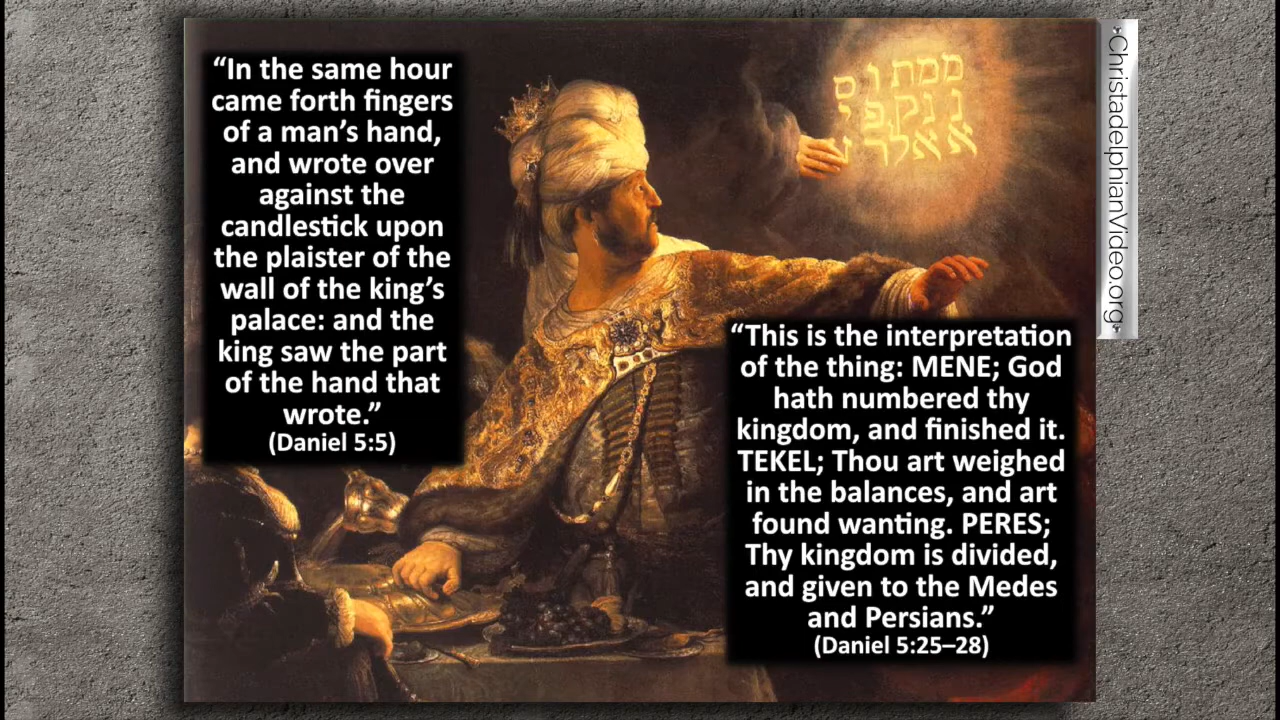 “In the same hour
came forth fingers
of a man’s hand,
and wrote over
against the
candlestick upon
the plaister of the
wall of the king’s
palace: and the
king saw the part
of the hand that
wrote.”
(Daniel 5:5)
ממתוס
ננקפי
אאלר
“This is the interpretation
of the thing: MENE; God
hath numbered thy
kingdom, and finished it.
TEKEL; Thou art weighed
in the balances, and art
found wanting. PERES;
Thy kingdom is divided,
and given to the Medes
and Persians.”
(Daniel 5:25–28)
ChristadelphianVideo.org